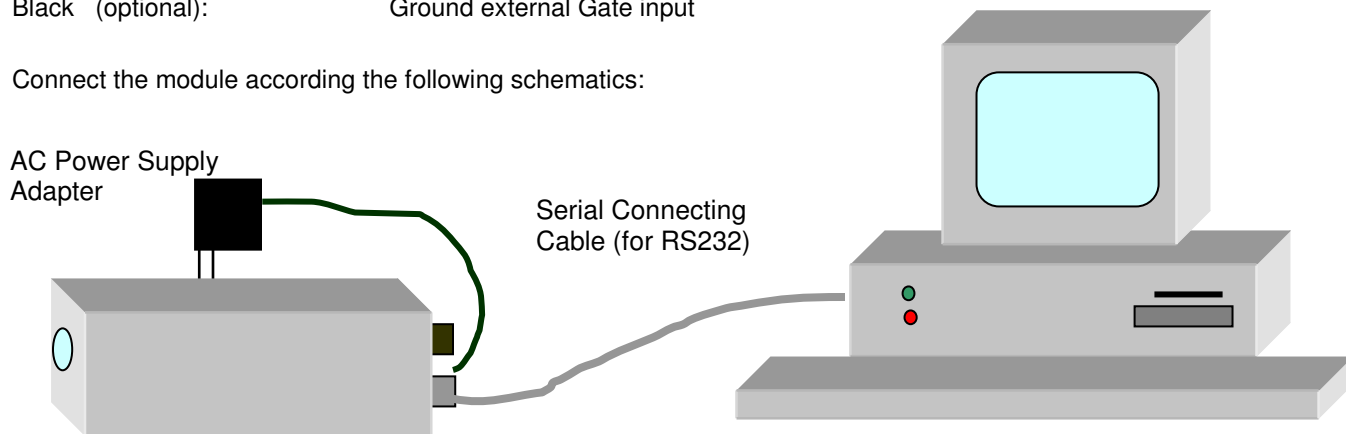 Black (optional): Ground external Gate input
Connect the module according the following schematics:
AC Power Supply
Adapter
Serial Connecting
Cable (for RS232)